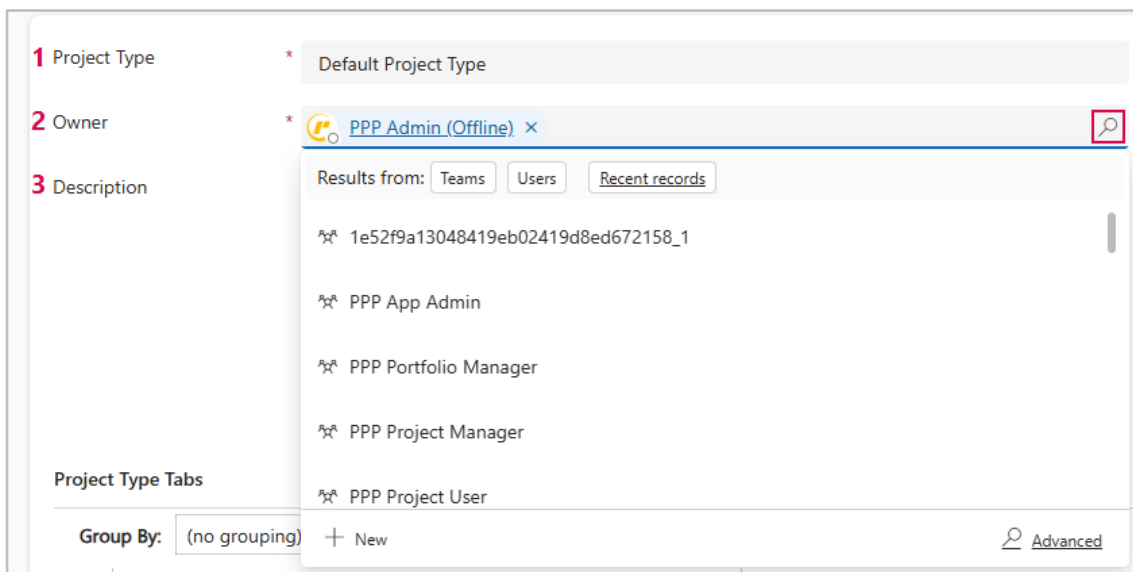 1 Project Type * Default Project Type
2 Owner * PPP Admin (Offline) ×
3 Description
Results from: Teams Users Recent records
1e52f9a13048419eb02419d8ed672158_1
PPP App Admin
PPP Portfolio Manager
PPP Project Manager
PPP Project User
Project Type Tabs
Group By: (no grouping)
+ New Advanced